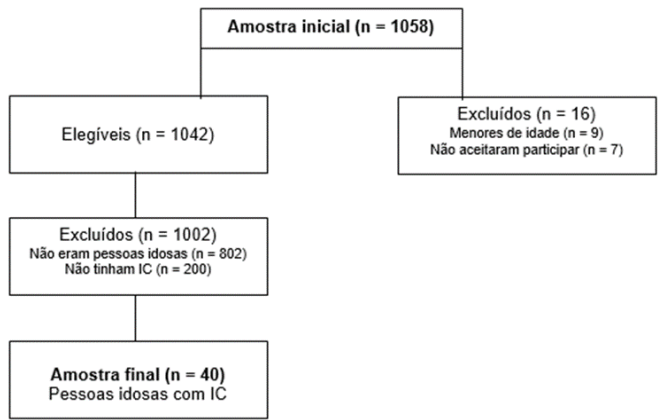 Amostra inicial (n = 1058)
Elegíveis (n = 1042)
Excluídos (n = 16)
Menores de idade (n = 9)
Não aceitaram participar (n = 7)
Excluídos (n = 1002)
Não eram pessoas idosas (n = 802)
Não tinham IC (n = 200)
Amostra final (n = 40)
Pessoas idosas com IC